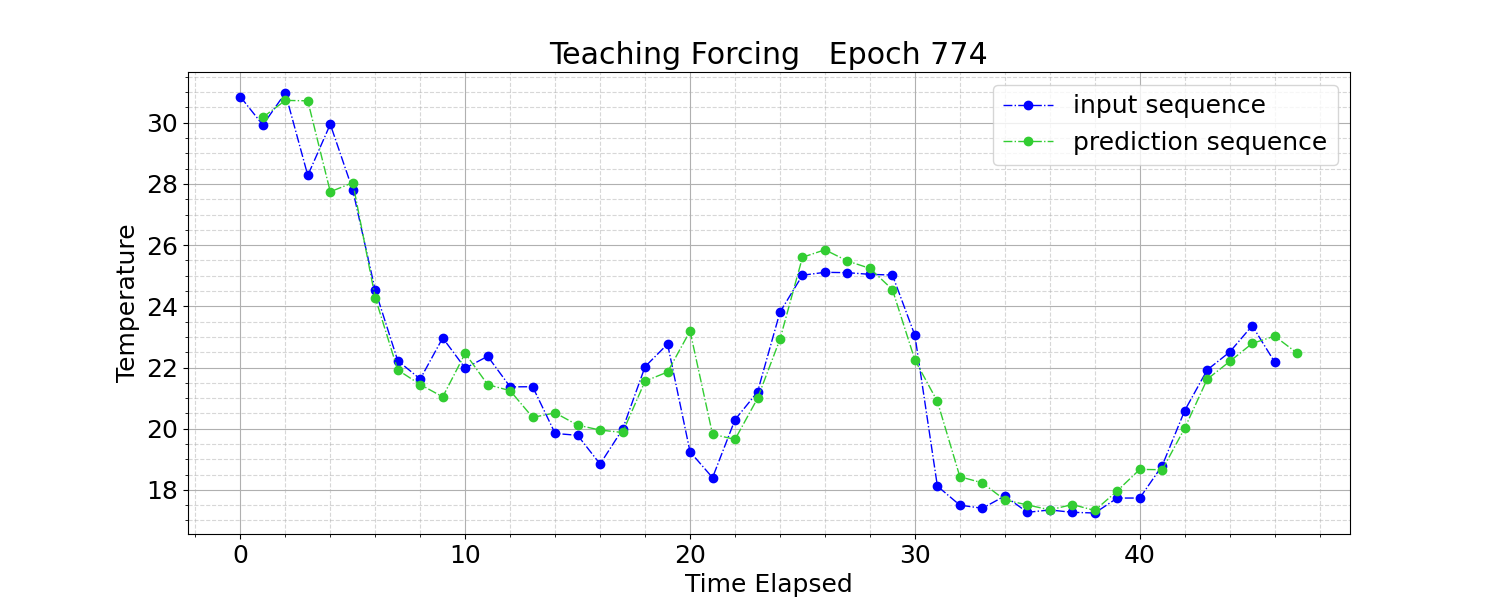 Teaching Forcing   Epoch 774
input sequence
prediction sequence
Temperature
30
28
26
24
22
20
18
0 10 20 30 40
Time Elapsed